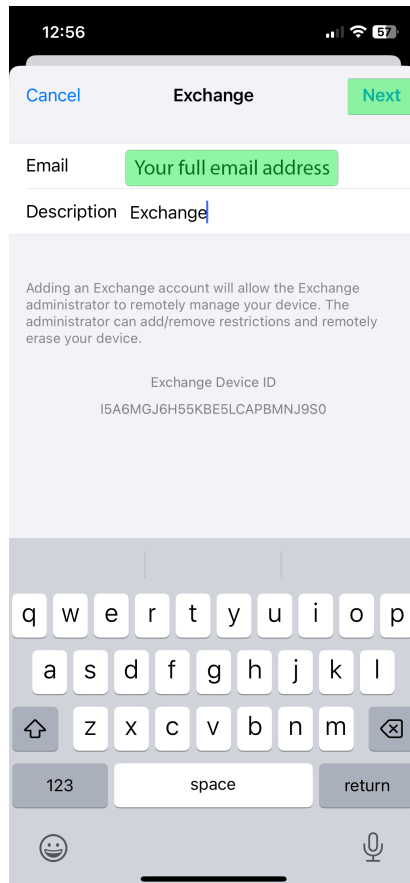 12:56
57
Cancel Exchange Next
Email Your full email address
Description Exchange
Adding an Exchange account will allow the Exchange
administrator to remotely manage your device. The
administrator can add/remove restrictions and remotely
erase your device.
Exchange Device ID
I5A6MGJ6H55KBE5LCAPBMNJ9S0
q w e r t y u i o p
a s d f g h j k l
z x c v b n m
123 space return